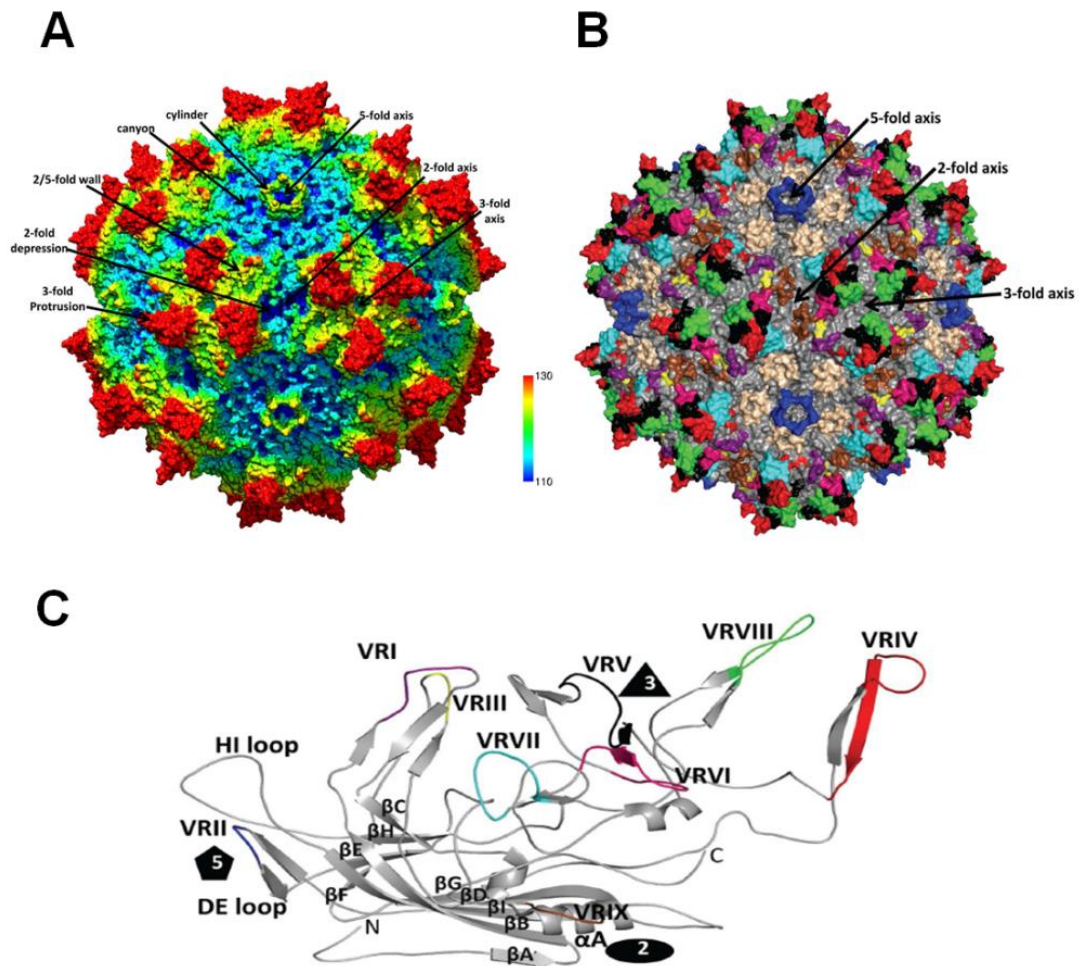 A
cylinder
5-fold axis
canyon
2-fold axis
2/5-fold wall
3-fold
axis
2-fold
depression
3-fold
Protrusion
130
110
B
5-fold axis
2-fold axis
3-fold axis
C
VRVIII
VRIV
VRI
VRV
3
VRIII
HI loop
VRVII
VRVI
βC
VRII
βH
C
5
βE
βG
DE loop
βF
βD
βI
VRIX
N
βB
αA
2
βA'